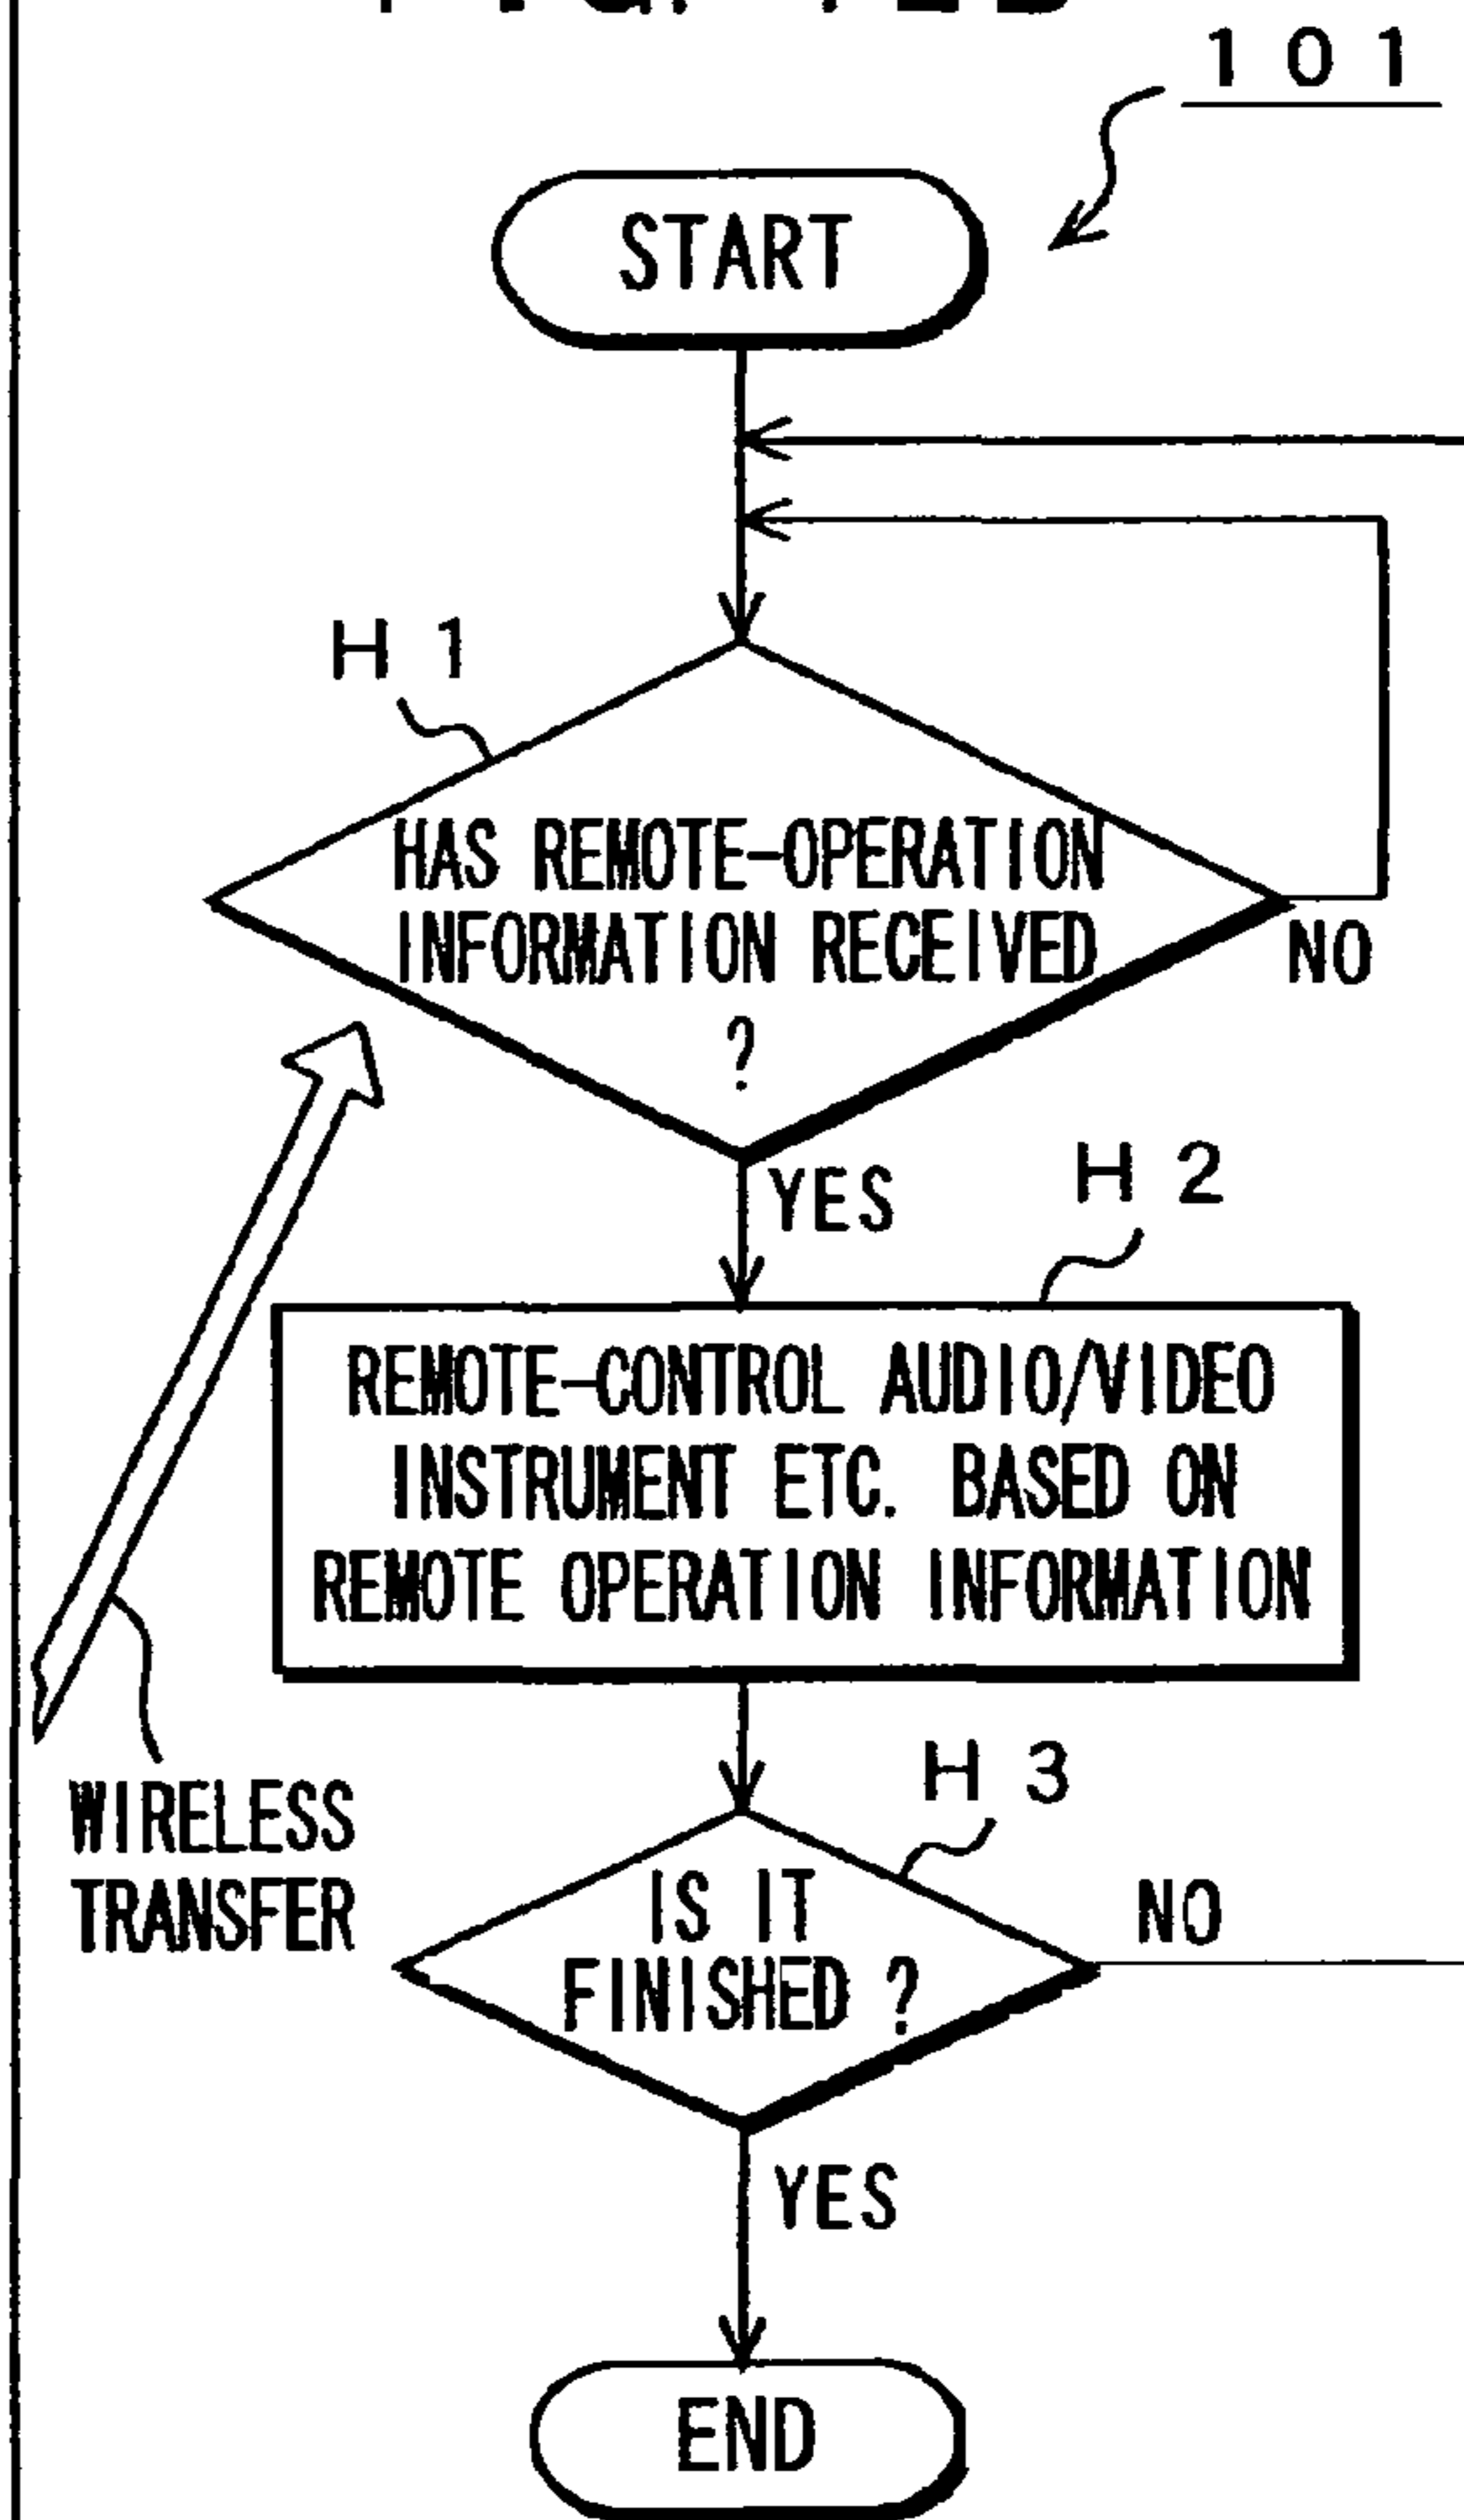 101
START
H1
HAS REMOTE-OPERATION
INFORMATION RECEIVED
?
NO
YES
H2
REMOTE-CONTROL AUDIO/VIDEO
INSTRUMENT ETC. BASED ON
REMOTE OPERATION INFORMATION
WIRELESS
TRANSFER
H3
IS IT
FINISHED?
NO
YES
END